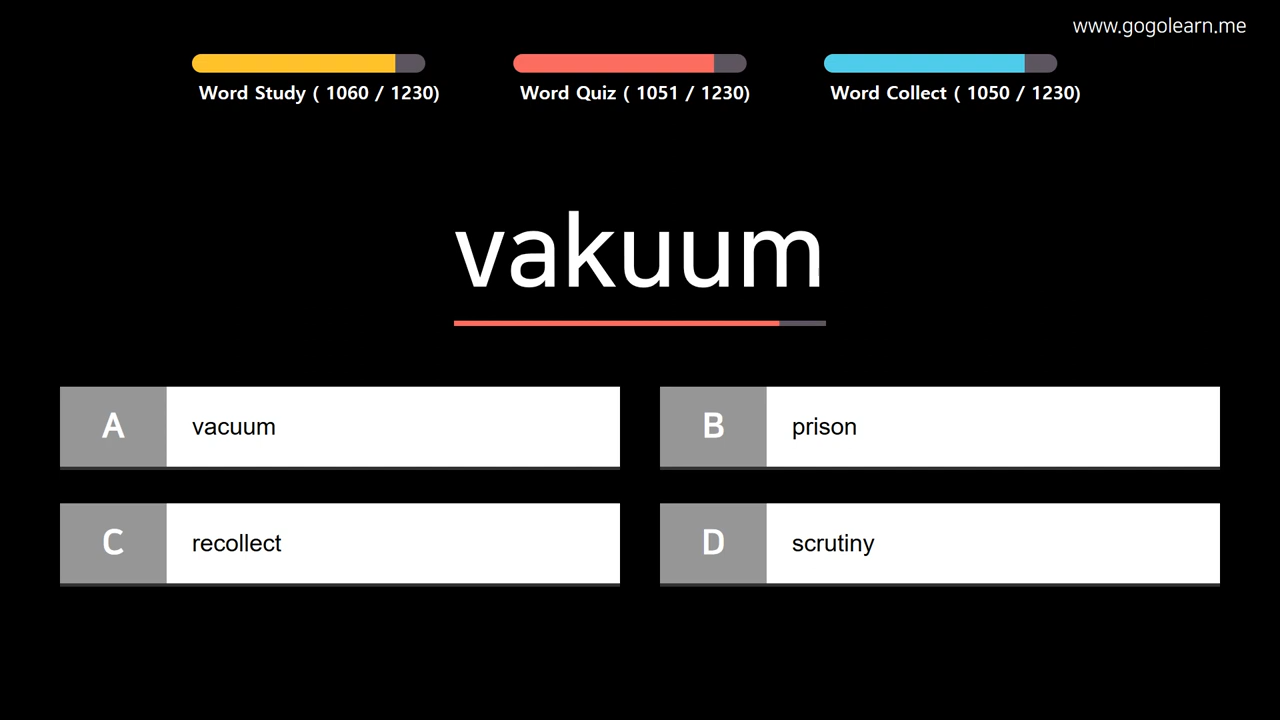 www.gogolearn.me
Word Study ( 1060 / 1230)
Word Quiz ( 1051 / 1230)
Word Collect ( 1050 / 1230)
vakuum
A vacuum
B prison
C recollect
D scrutiny